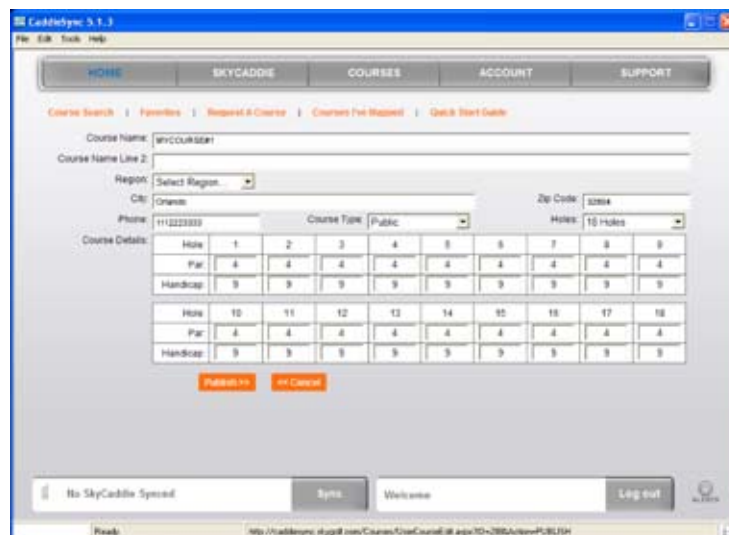 CaddieSync 5.1.3
File Edit Tools Help
HOME SKYCADDIE COURSES ACCOUNT SUPPORT
Course Search | Favorites | Request A Course | Courses I've Mapped | Quick Start Guide
Course Name: MYCOURSE#1
Course Name Line 2:
Region: Select Region...
City: Orlando Zip Code: 32804
Phone: 1112223333 Course Type: Public Holes: 18 Holes
Course Details: Hole 1 2 3 4 5 6 7 8 9
Par 4 4 4 4 4 4 4 4 4
Handicap 9 9 9 9 9 9 9 9 9
Hole 10 11 12 13 14 15 16 17 18
Par 4 4 4 4 4 4 4 4 4
Handicap 9 9 9 9 9 9 9 9 9
Publish >> << Cancel
No SkyCaddie Synced Sync Welcome Log out ALERTS
Ready